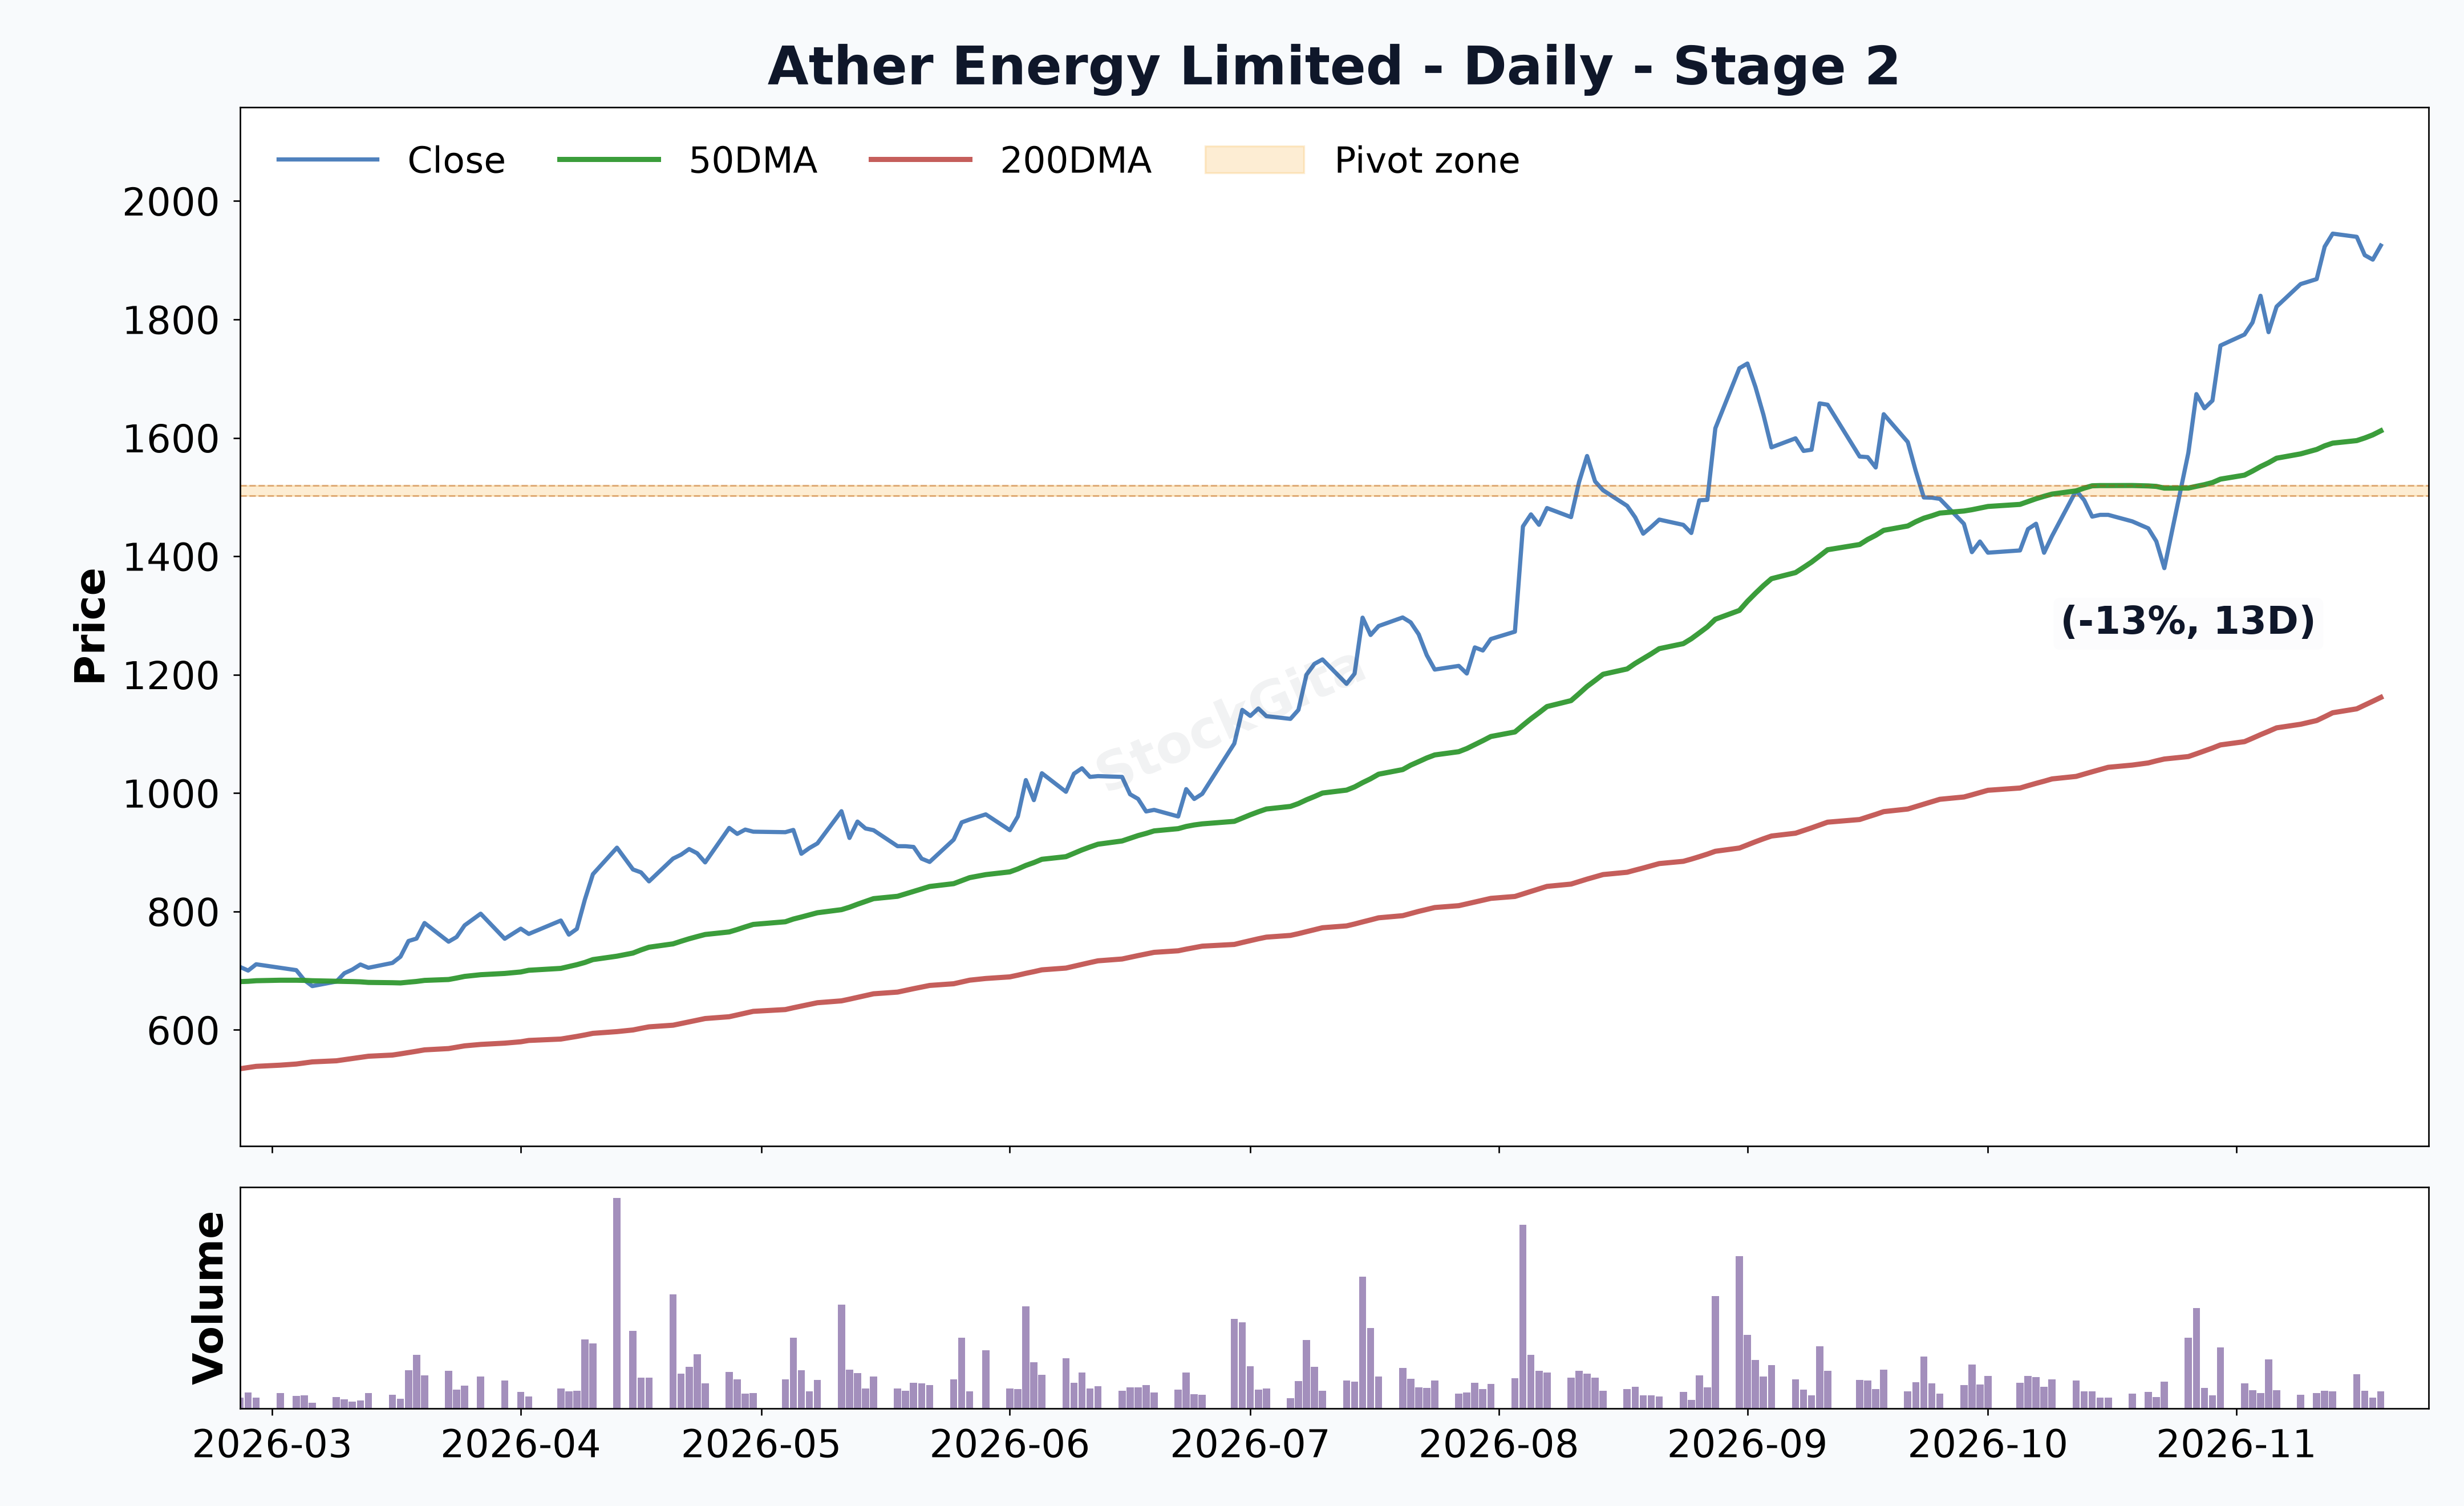 Ather Energy Limited - Daily - Stage 2
Close 50DMA 200DMA Pivot zone
Price
2000
1800
1600
1400
1200
1000
800
600
(-13%, 13D)
StockGita
Volume
2026-03 2026-04 2026-05 2026-06 2026-07 2026-08 2026-09 2026-10 2026-11